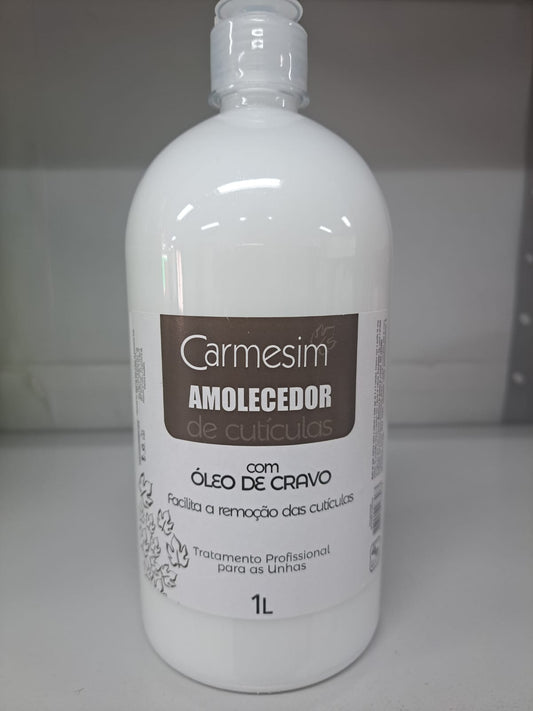 Carmesim
AMOLECEDOR
de cutículas
com
ÓLEO DE CRAVO
Facilita a remoção das cutículas
Tratamento Profissional
para as Unhas
1L